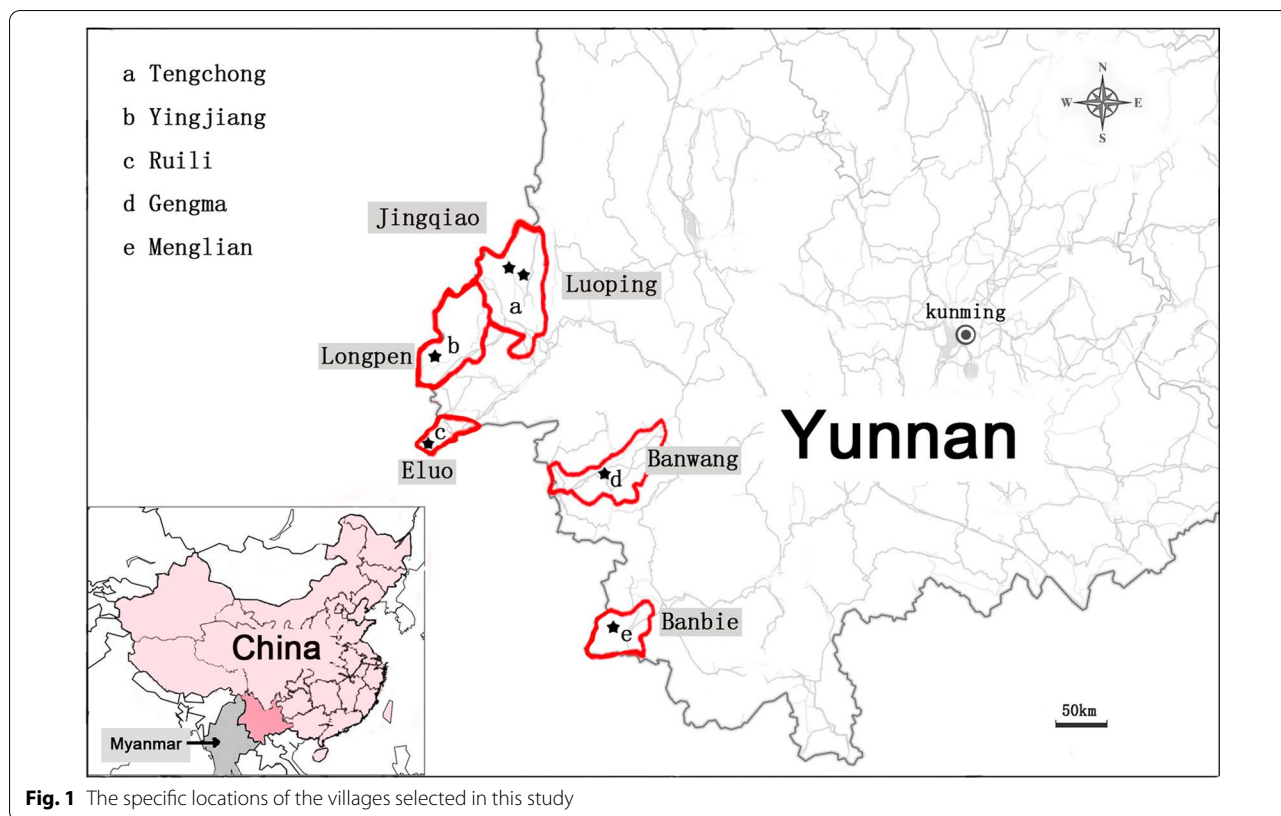 a Tengchong
b Yingjiang
c Ruili
d Gengma
e Menglian
N
W E
S
Jingqiao
Luoping
a
kunming
Longpen
b
Yunnan
c
Eluo
Banwang
d
Banbie
e
China
Myanmar
50km
Fig. 1 The specific locations of the villages selected in this study